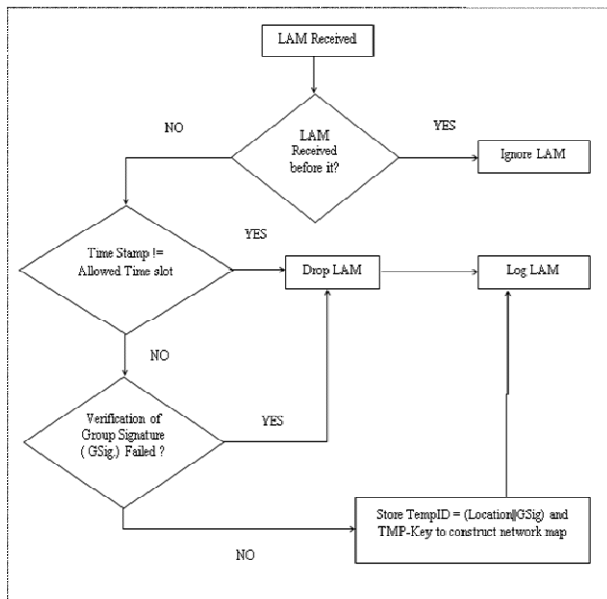 LAM Received
NO
LAM
Received
before it?
YES
Ignore LAM
Time Stamp !=
Allowed Time slot
YES
Drop LAM
Log LAM
NO
Verification of
Group Signature
( GSig.) Failed ?
YES
Store TempID = (Location||GSig) and
TMP-Key to construct network map
NO